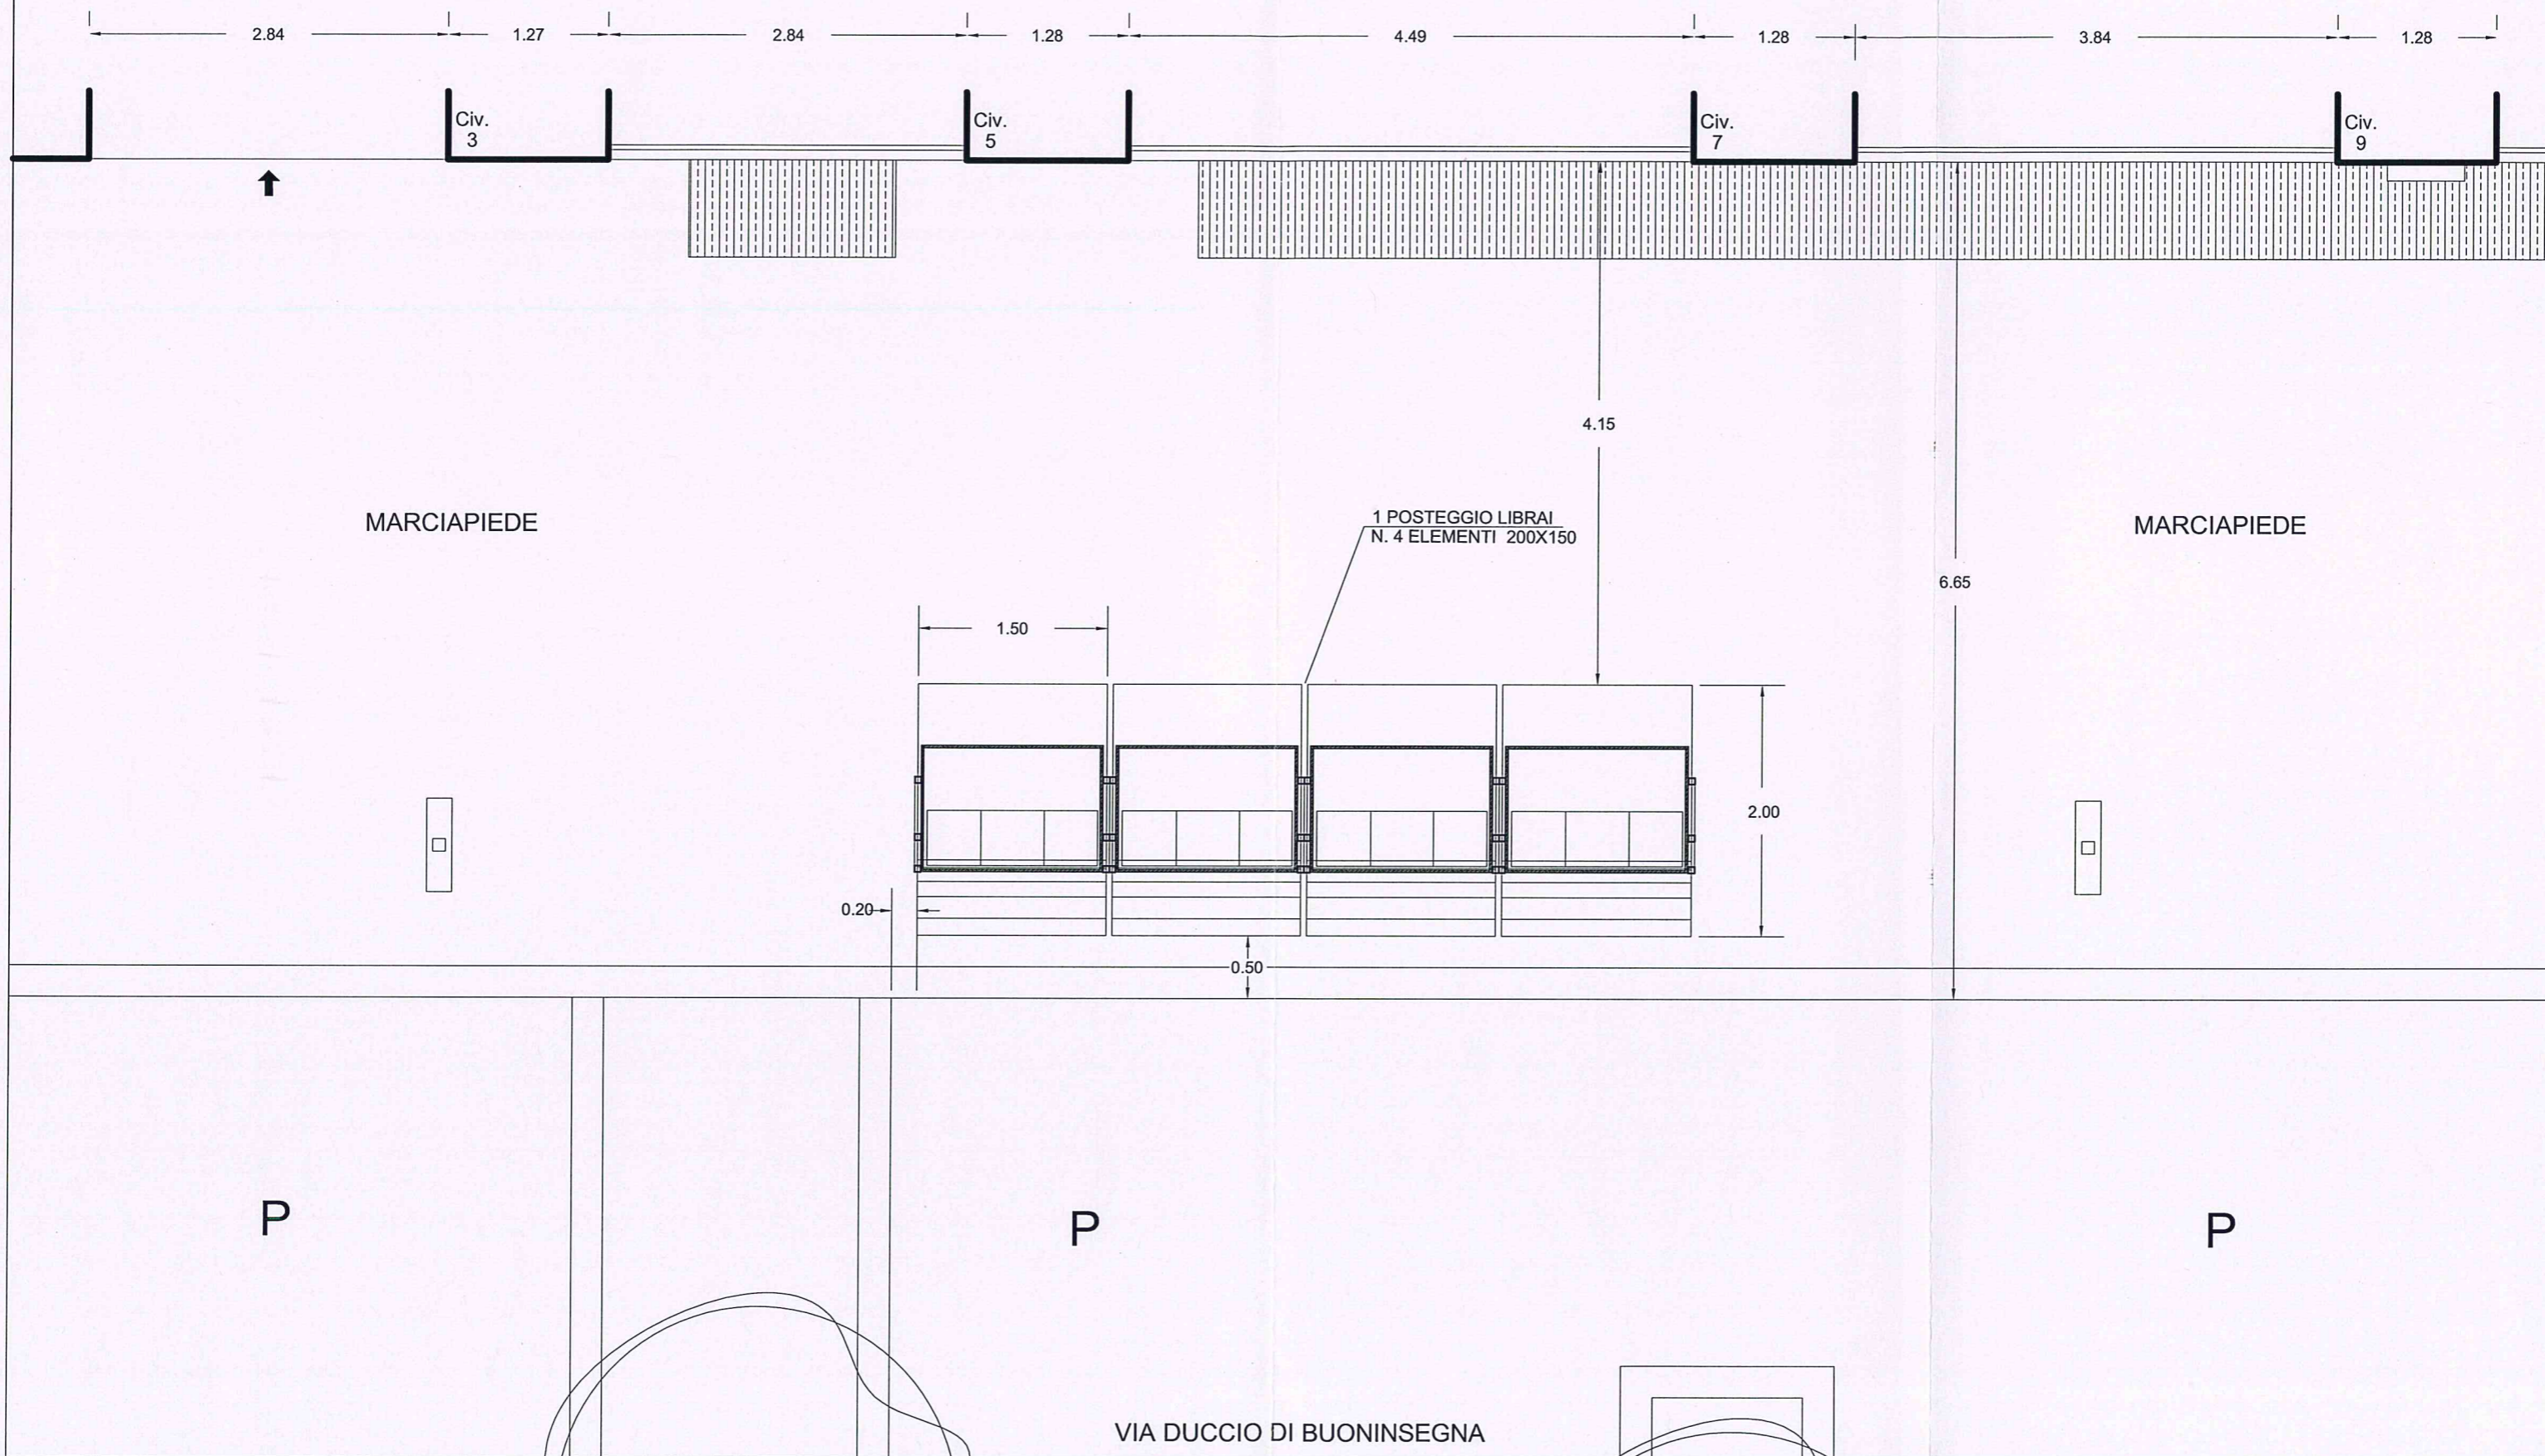 2.84 1.27 2.84 1.28 4.49 1.28 3.84 1.28
Civ.
3
Civ.
5
Civ.
7
Civ.
9
4.15
MARCIAPIEDE
1 POSTEGGIO LIBRAI
N. 4 ELEMENTI 200X150
MARCIAPIEDE
6.65
1.50
2.00
0.20
0.50
P
P
P
VIA DUCCIO DI BUONINSEGNA